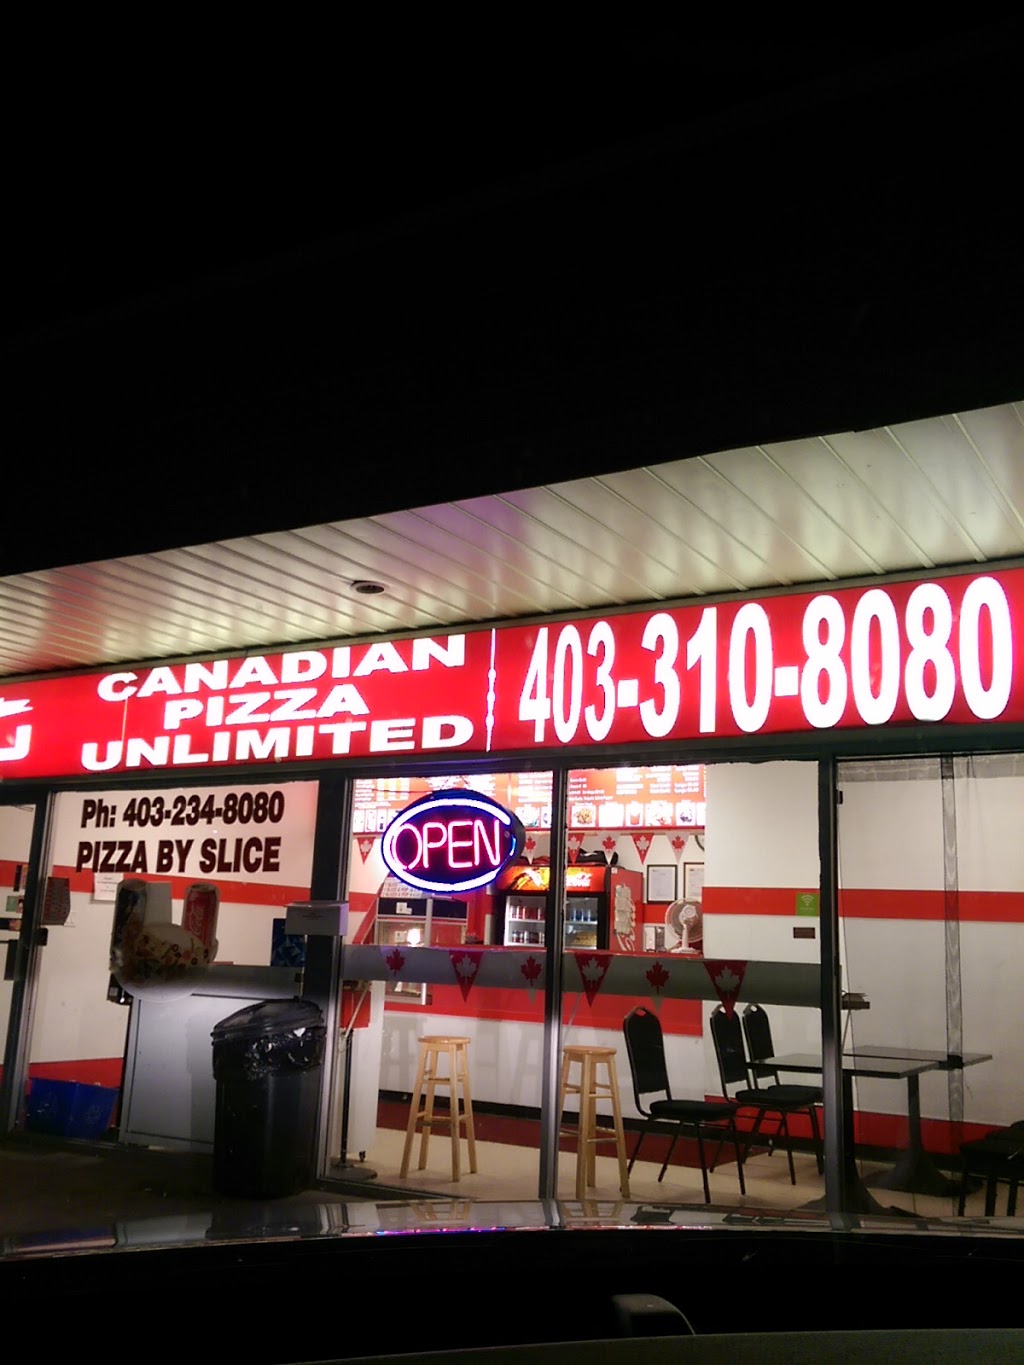 CANADIAN
PIZZA
UNLIMITED
403-310-8080
Ph: 403-234-8080
PIZZA BY SLICE
OPEN